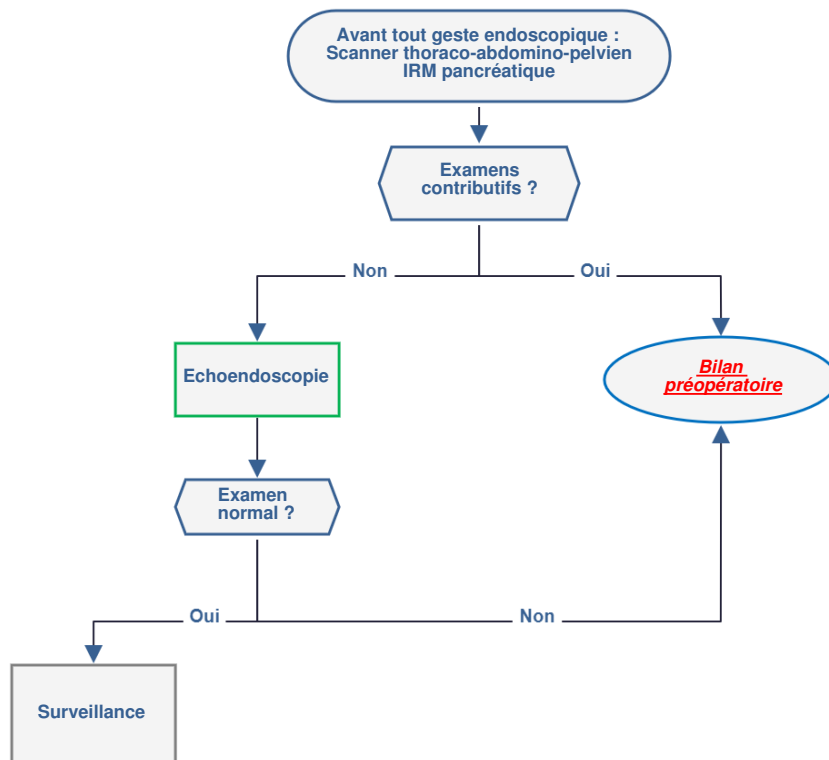 Avant tout geste endoscopique :
Scanner thoraco-abdomino-pelvien
IRM pancréatique
Examens
contributifs ?
Non
Oui
Echoendoscopie
Bilan
préopératoire
Examen
normal ?
Oui
Non
Surveillance